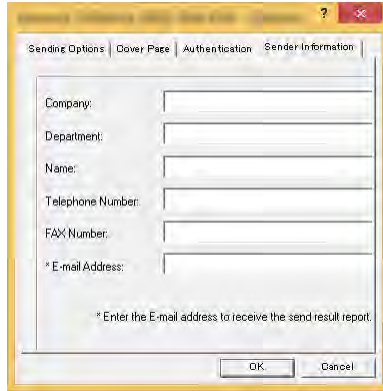 ?
Sending Options Cover Page Authentication Sender Information
Company:
Department:
Name:
Telephone Number:
FAX Number:
* E-mail Address:
* Enter the E-mail address to receive the send result report.
OK Cancel